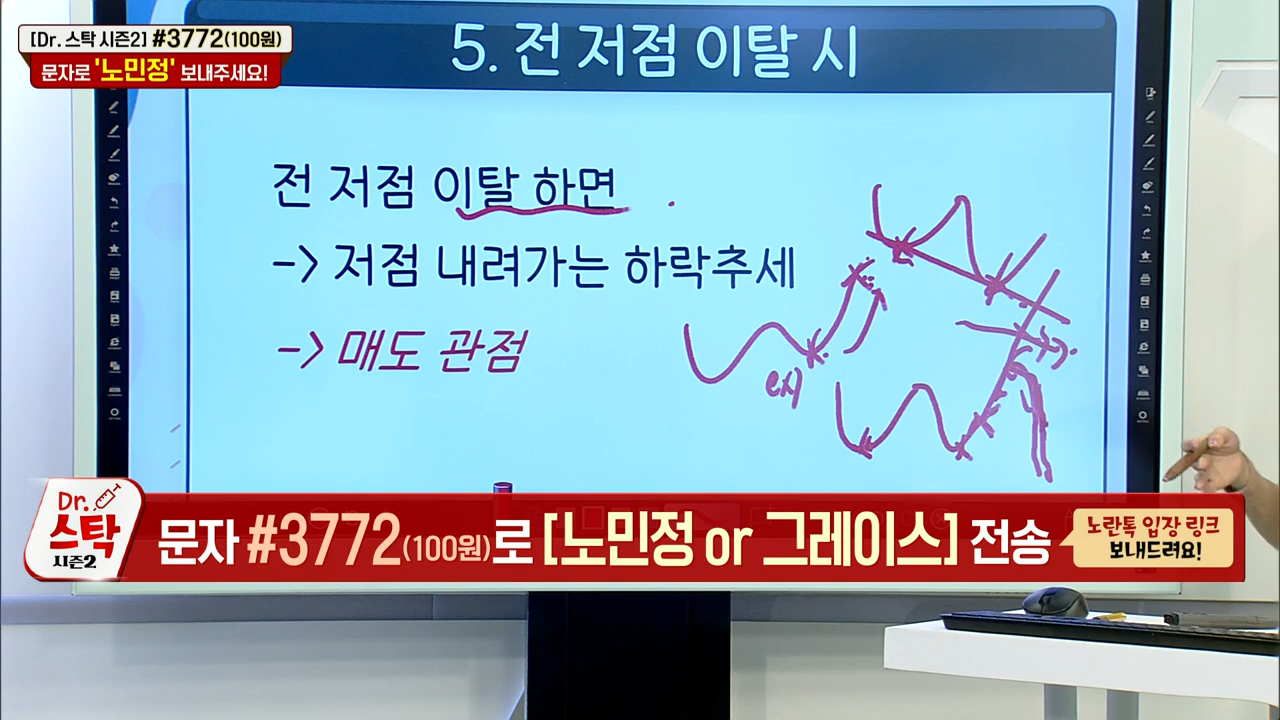 [Dr. 스탁 시즌2] #3772(100원)
문자로 '노민정' 보내주세요!
5. 전 저점 이탈 시
전 저점 이탈 하면
-> 저점 내려가는 하락추세
-> 매도 관점
Dr.
스탁
시즌2
문자 #3772(100원)로 [노민정 or 그레이스] 전송
노란톡 입장 링크
보내드려요!